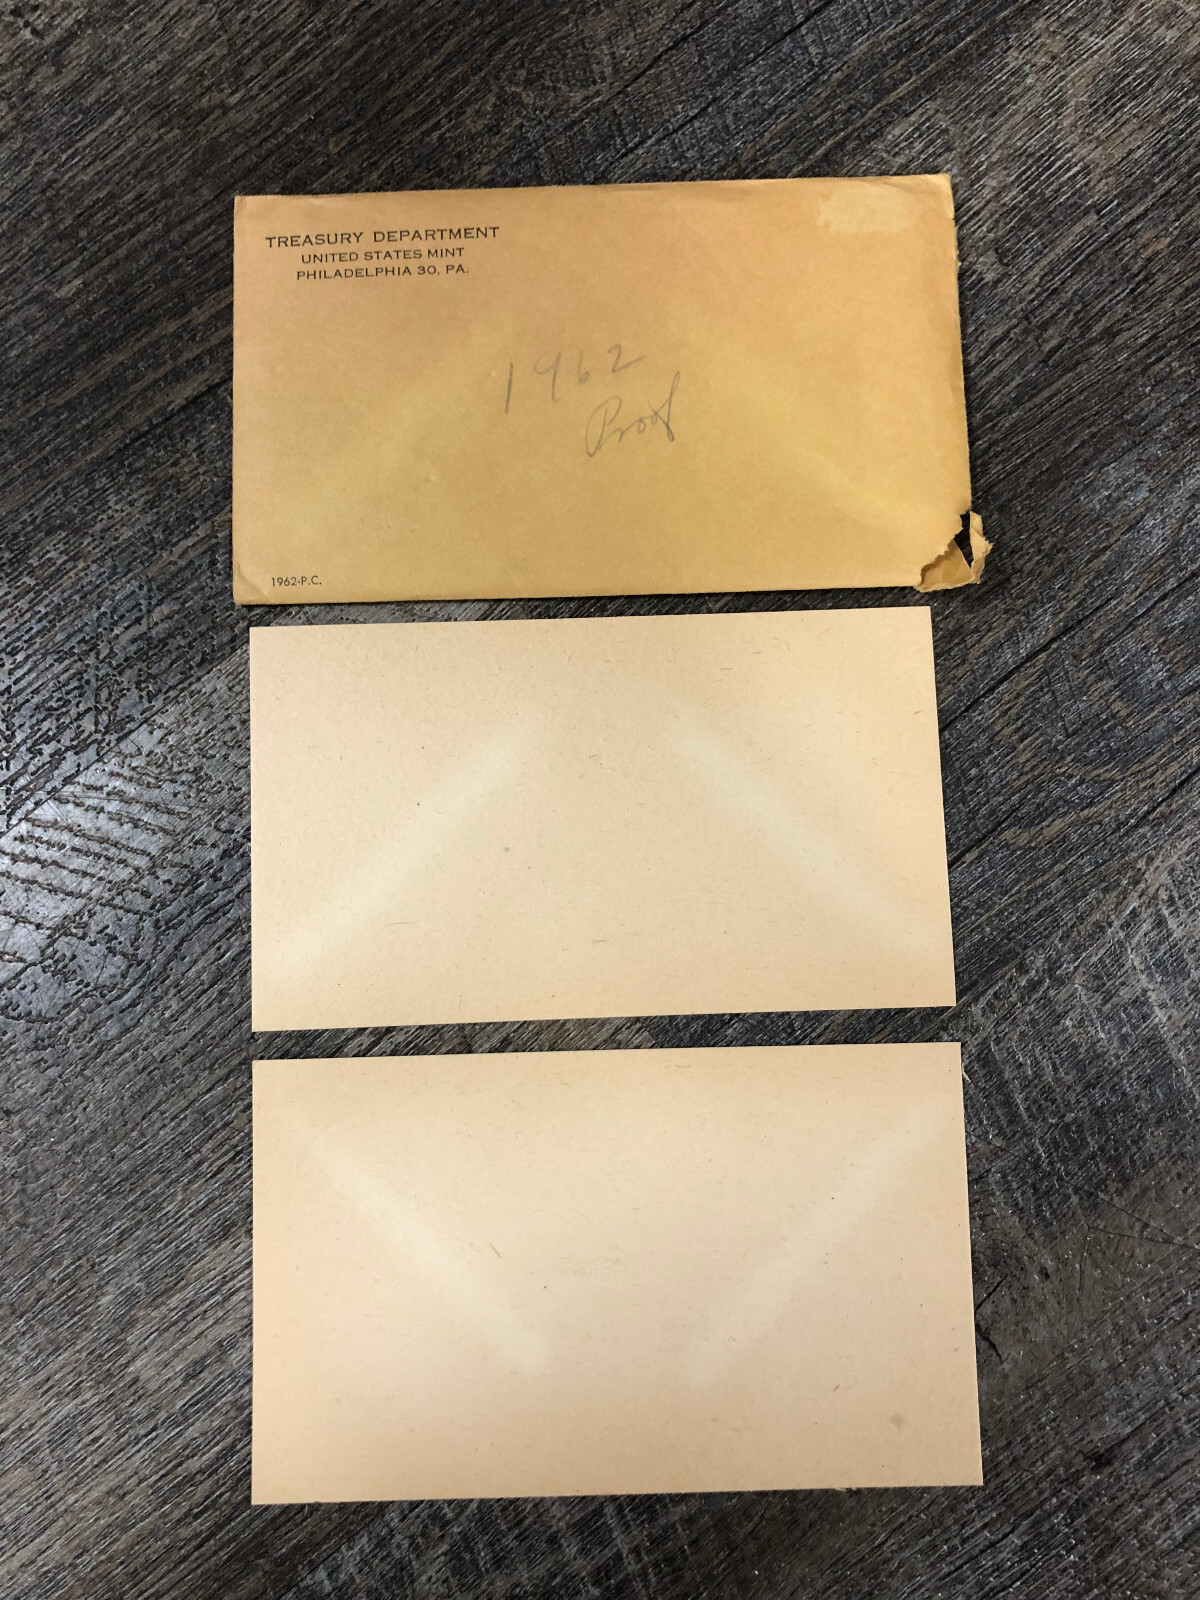 TREASURY DEPARTMENT
UNITED STATES MINT
PHILADELPHIA 30, PA.
1962
Proof
1962-P.C.